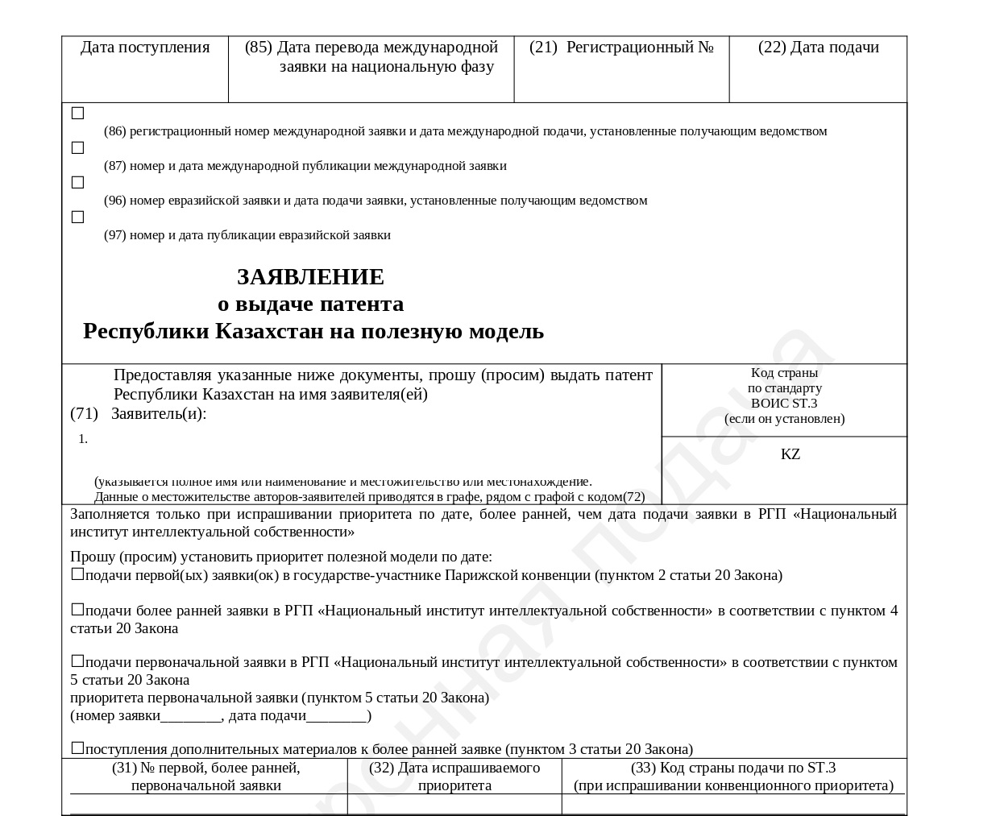 Дата поступления
(85) Дата перевода международной
заявки на национальную фазу
(21) Регистрационный №
(22) Дата подачи
☐
(86) регистрационный номер международной заявки и дата международной подачи, установленные получающим ведомством
☐
(87) номер и дата международной публикации международной заявки
☐
(96) номер евразийской заявки и дата подачи заявки, установленные получающим ведомством
☐
(97) номер и дата публикации евразийской заявки
ЗАЯВЛЕНИЕ
о выдаче патента
Республики Казахстан на полезную модель
Предоставляя указанные ниже документы, прошу (просим) выдать патент
Республики Казахстан на имя заявителя(ей)
(71) Заявитель(и):
1.
(указывается полное имя или наименование и местожительство или местонахождение.
Данные о местожительстве авторов-заявителей приводятся в графе, рядом с графой с кодом(72)
Код страны
по стандарту
ВОИС ST.3
(если он установлен)
KZ
Заполняется только при испрашивании приоритета по дате, более ранней, чем дата подачи заявки в РГП «Национальный
институт интеллектуальной собственности»
Прошу (просим) установить приоритет полезной модели по дате:
☐подачи первой(ых) заявки(ок) в государстве-участнике Парижской конвенции (пунктом 2 статьи 20 Закона)
☐подачи более ранней заявки в РГП «Национальный институт интеллектуальной собственности» в соответствии с пунктом 4
статьи 20 Закона
☐подачи первоначальной заявки в РГП «Национальный институт интеллектуальной собственности» в соответствии с пунктом
5 статьи 20 Закона
приоритета первоначальной заявки (пунктом 5 статьи 20 Закона)
(номер заявки________, дата подачи________)
☐поступления дополнительных материалов к более ранней заявке (пунктом 3 статьи 20 Закона)
(31) № первой, более ранней,
первоначальной заявки
(32) Дата испрашиваемого
приоритета
(33) Код страны подачи по ST.3
(при испрашивании конвенционного приоритета)
ронная подача